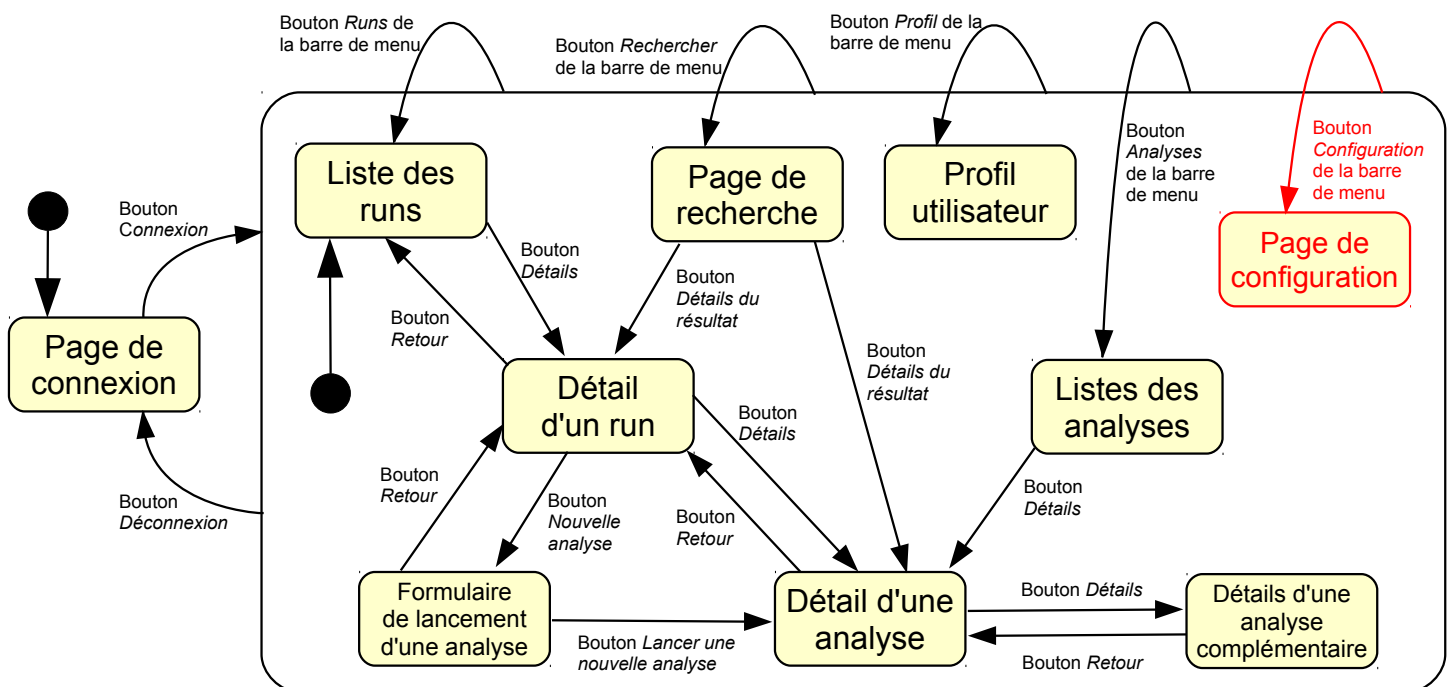 Bouton Runs de
la barre de menu
Bouton Rechercher
de la barre de menu
Bouton Profil de la
barre de menu
Bouton
Analyses
de la barre
de menu
Bouton
Configuration
de la barre
de menu
Liste des
runs
Page de
recherche
Profil
utilisateur
Page de
configuration
Bouton
Connexion
Bouton
Détails
Bouton
Détails du
résultat
Bouton
Retour
Page de
connexion
Bouton
Détails du
résultat
Détail
d'un run
Listes des
analyses
Bouton
Détails
Bouton
Retour
Bouton
Déconnexion
Bouton
Nouvelle
analyse
Bouton
Retour
Bouton
Détails
Formulaire
de lancement
d'une analyse
Bouton Lancer une
nouvelle analyse
Détail d'une
analyse
Bouton Détails
Bouton Retour
Détails d'une
analyse
complémentaire